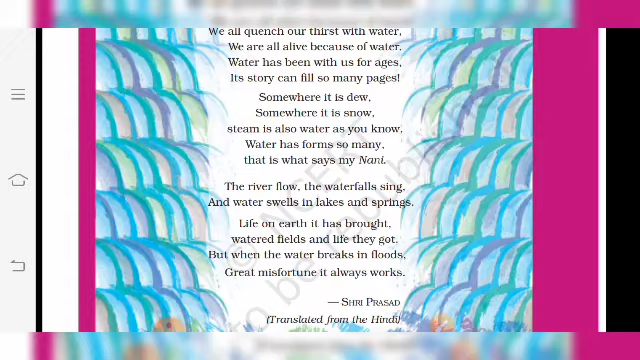 We all quench our thirst with water,
We are all alive because of water.
Water has been with us for ages,
Its story can fill so many pages!
Somewhere it is dew,
Somewhere it is snow,
steam is also water as you know,
Water has forms so many,
that is what says my Nani.
The river flow, the waterfalls sing,
And water swells in lakes and springs.
Life on earth it has brought,
watered fields and life they got.
But when the water breaks in floods,
Great misfortune it always works.
— SHRI PRASAD
(Translated from the Hindi)